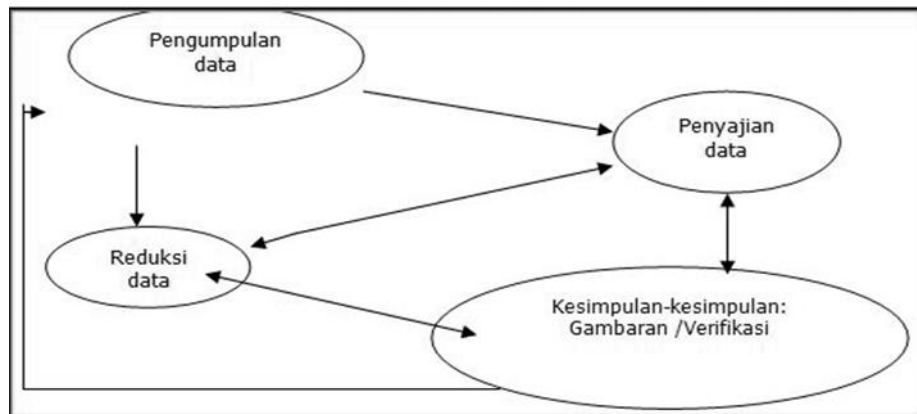 Pengumpulan
data
Penyajian
data
Reduksi
data
Kesimpulan-kesimpulan:
Gambaran /Verifikasi